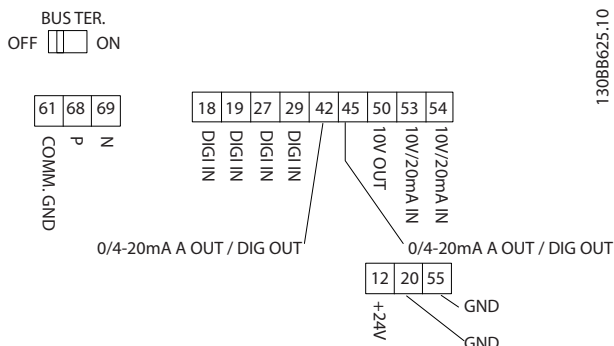 BUS TER.
OFF ON
130BB625.10
61 68 69
COMM. GND
P
N
18 19 27 29 42 45 50 53 54
DIGI IN
DIGI IN
DIGI IN
DIGI IN
10V OUT
10V/20mA IN
10V/20mA IN
0/4-20mA A OUT / DIG OUT
0/4-20mA A OUT / DIG OUT
12 20 55
+24V
GND
GND